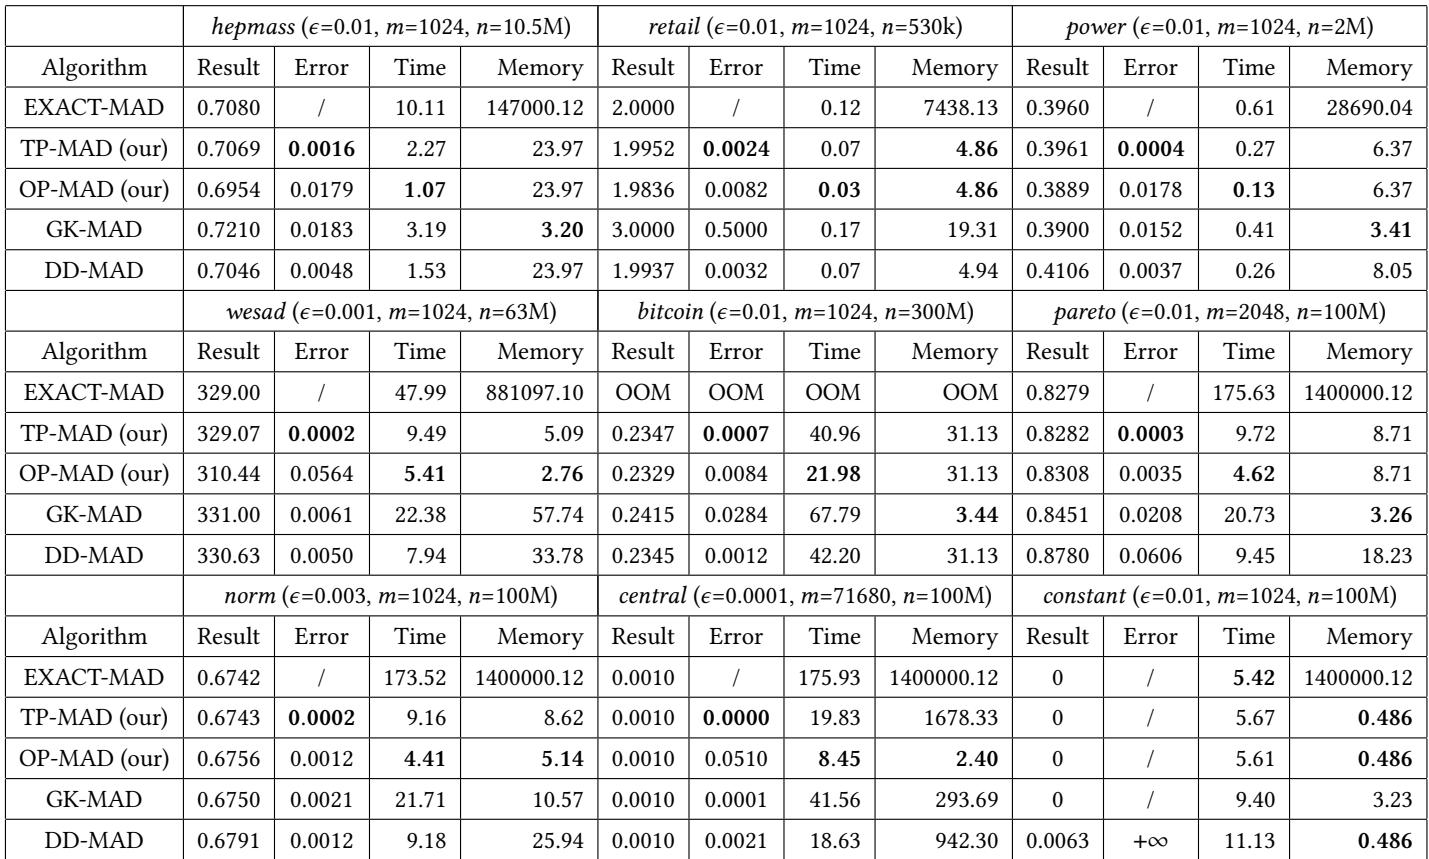 hepmass (ϵ=0.01, m=1024, n=10.5M) retail (ϵ=0.01, m=1024, n=530k) power (ϵ=0.01, m=1024, n=2M)
Algorithm Result Error Time Memory Result Error Time Memory Result Error Time Memory
EXACT-MAD 0.7080 / 10.11 147000.12 2.0000 / 0.12 7438.13 0.3960 / 0.61 28690.04
TP-MAD (our) 0.7069 0.0016 2.27 23.97 1.9952 0.0024 0.07 4.86 0.3961 0.0004 0.27 6.37
OP-MAD (our) 0.6954 0.0179 1.07 23.97 1.9836 0.0082 0.03 4.86 0.3889 0.0178 0.13 6.37
GK-MAD 0.7210 0.0183 3.19 3.20 3.0000 0.5000 0.17 19.31 0.3900 0.0152 0.41 3.41
DD-MAD 0.7046 0.0048 1.53 23.97 1.9937 0.0032 0.07 4.94 0.4106 0.0037 0.26 8.05
wesad (ϵ=0.001, m=1024, n=63M) bitcoin (ϵ=0.01, m=1024, n=300M) pareto (ϵ=0.01, m=2048, n=100M)
Algorithm Result Error Time Memory Result Error Time Memory Result Error Time Memory
EXACT-MAD 329.00 / 47.99 881097.10 OOM OOM OOM OOM 0.8279 / 175.63 1400000.12
TP-MAD (our) 329.07 0.0002 9.49 5.09 0.2347 0.0007 40.96 31.13 0.8282 0.0003 9.72 8.71
OP-MAD (our) 310.44 0.0564 5.41 2.76 0.2329 0.0084 21.98 31.13 0.8308 0.0035 4.62 8.71
GK-MAD 331.00 0.0061 22.38 57.74 0.2415 0.0284 67.79 3.44 0.8451 0.0208 20.73 3.26
DD-MAD 330.63 0.0050 7.94 33.78 0.2345 0.0012 42.20 31.13 0.8780 0.0606 9.45 18.23
norm (ϵ=0.003, m=1024, n=100M) central (ϵ=0.0001, m=71680, n=100M) constant (ϵ=0.01, m=1024, n=100M)
Algorithm Result Error Time Memory Result Error Time Memory Result Error Time Memory
EXACT-MAD 0.6742 / 173.52 1400000.12 0.0010 / 175.93 1400000.12 0 / 5.42 1400000.12
TP-MAD (our) 0.6743 0.0002 9.16 8.62 0.0010 0.0000 19.83 1678.33 0 / 5.67 0.486
OP-MAD (our) 0.6756 0.0012 4.41 5.14 0.0010 0.0510 8.45 2.40 0 / 5.61 0.486
GK-MAD 0.6750 0.0021 21.71 10.57 0.0010 0.0001 41.56 293.69 0 / 9.40 3.23
DD-MAD 0.6791 0.0012 9.18 25.94 0.0010 0.0021 18.63 942.30 0.0063 +∞ 11.13 0.486